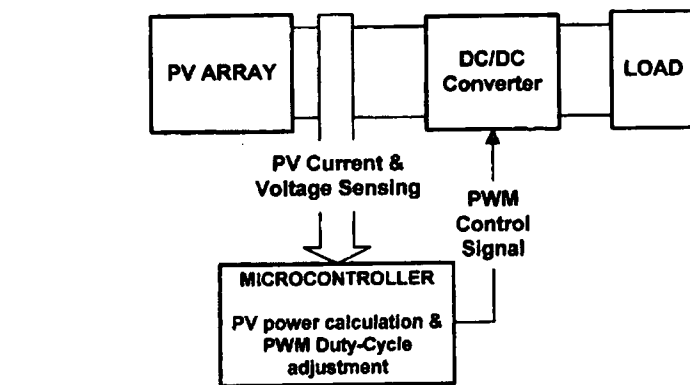 PV ARRAY
DC/DC
Converter
LOAD
PV Current &
Voltage Sensing
PWM
Control
Signal
MICROCONTROLLER
PV power calculation &
PWM Duty-Cycle
adjustment